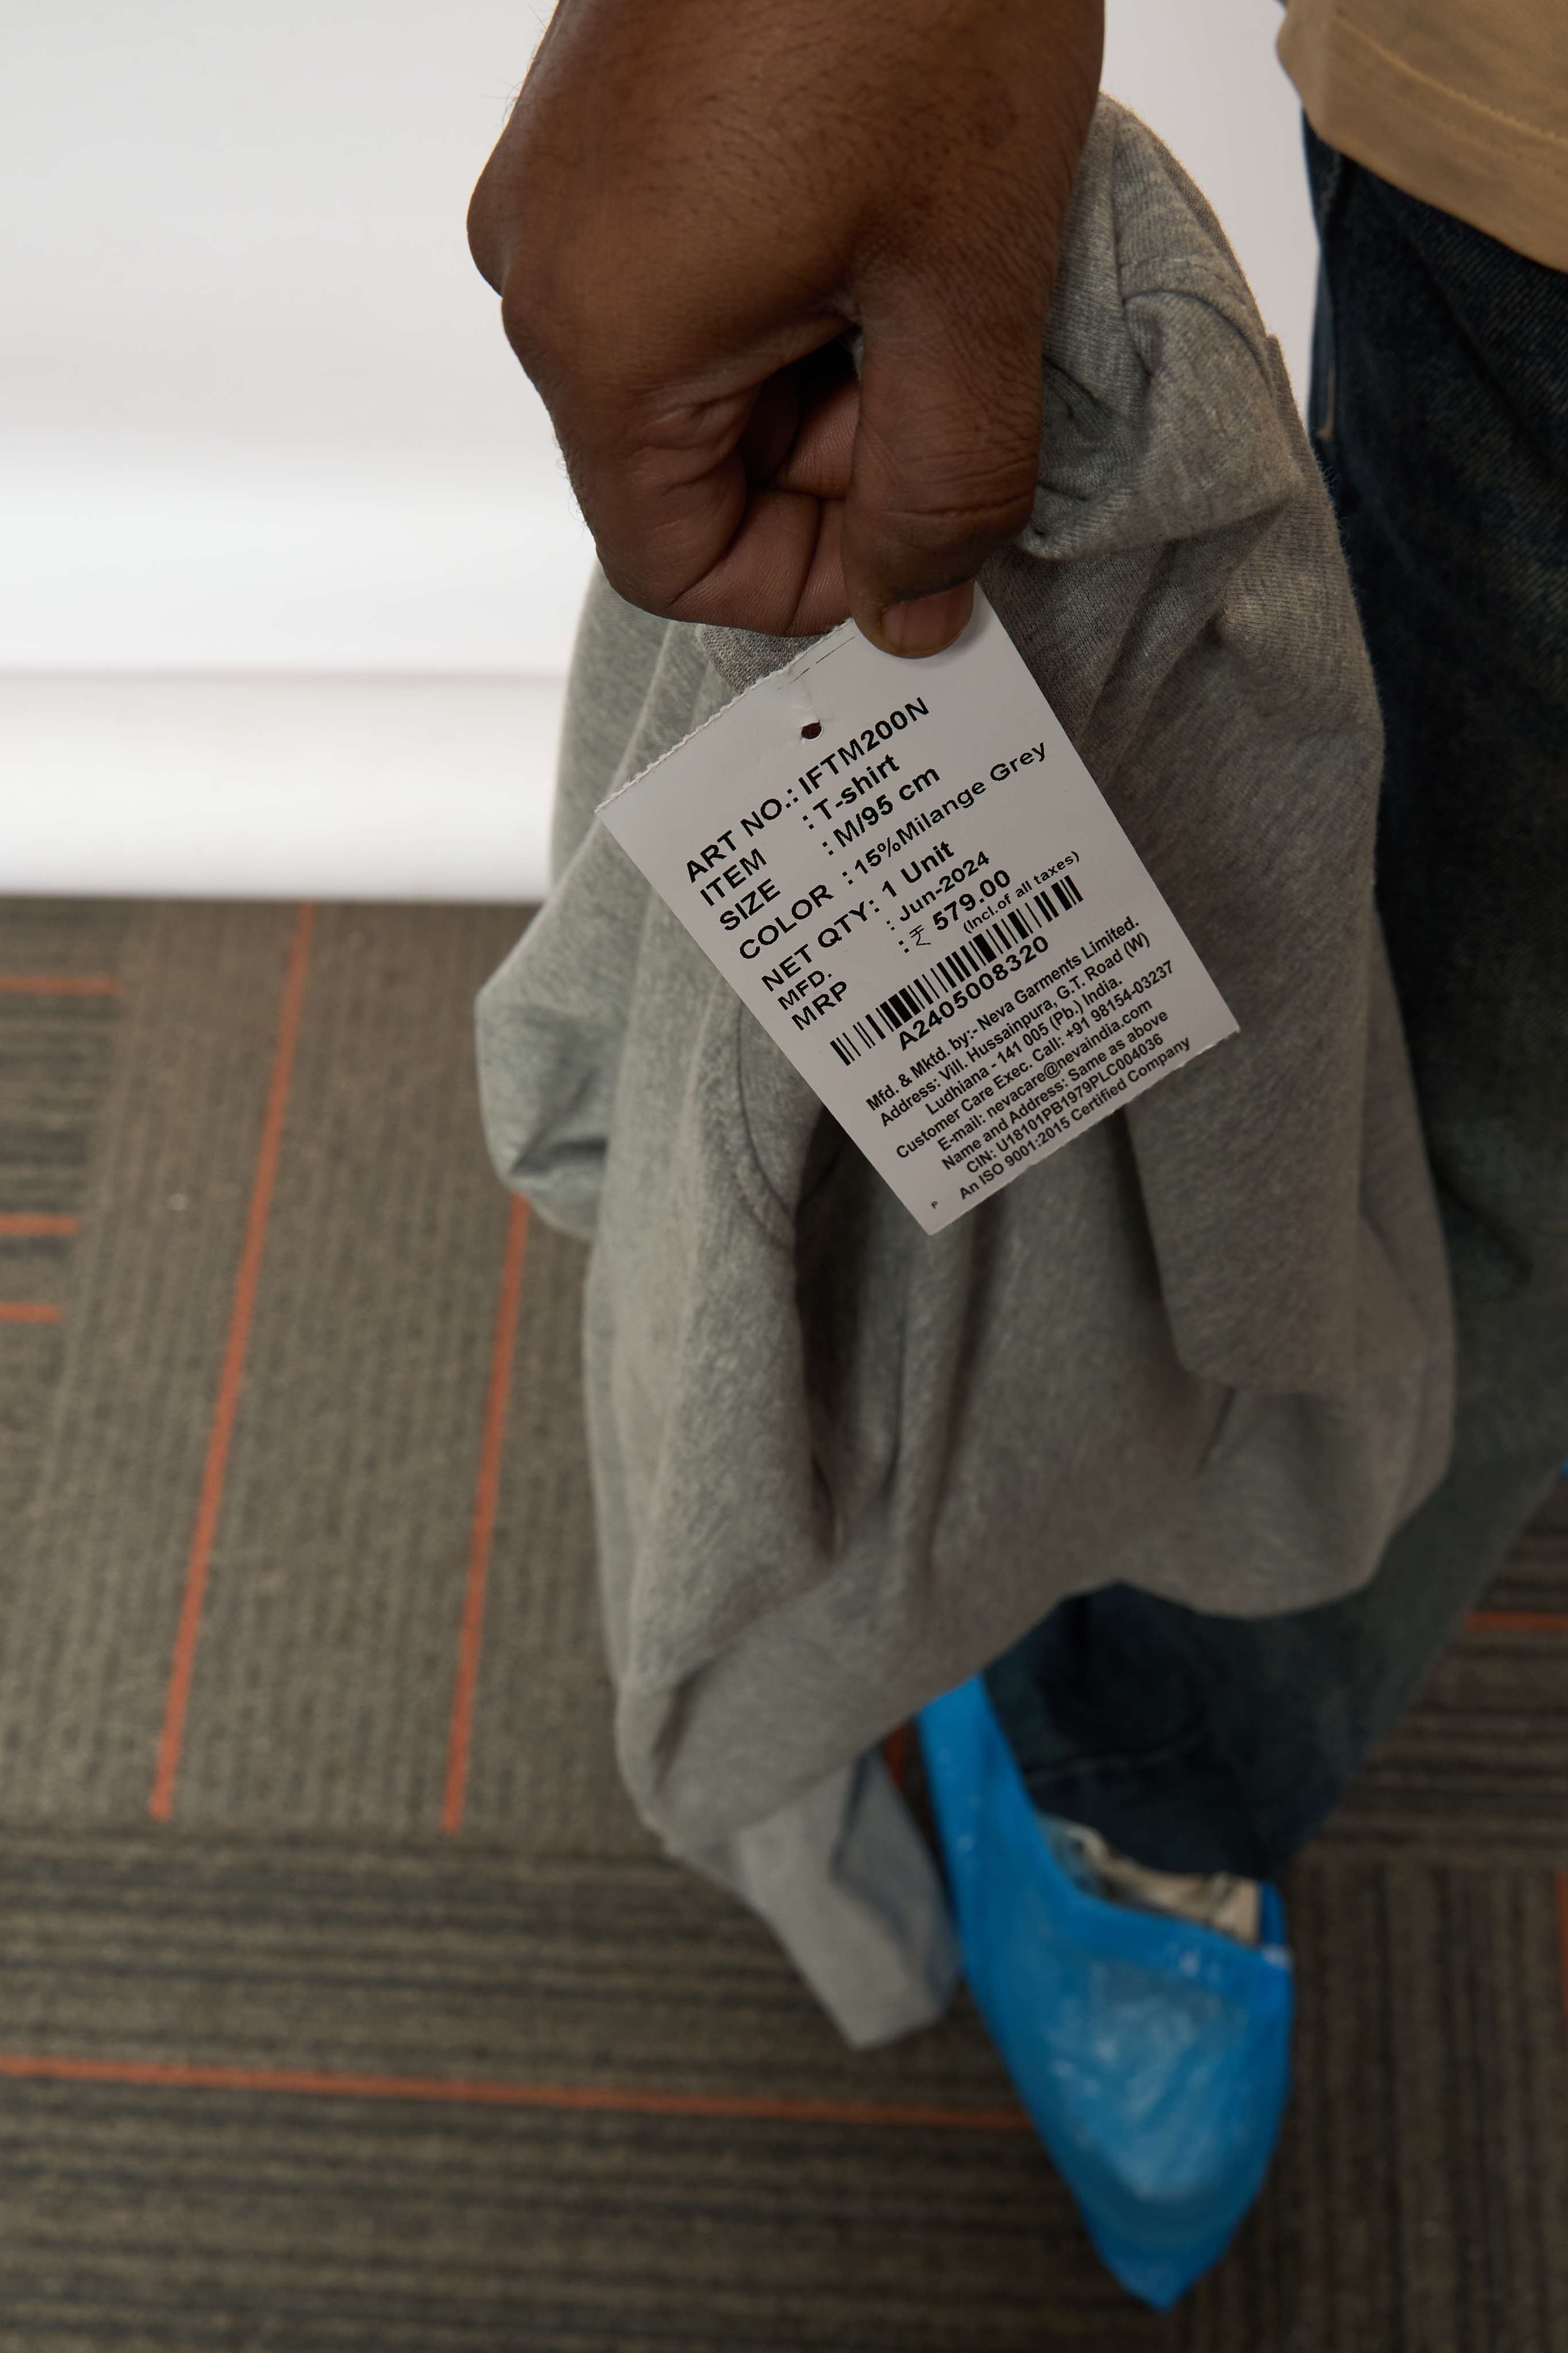 ART NO.: IFTM200N
ITEM : T-shirt
SIZE : M/95 cm
COLOR : 15%Milange Grey
NET QTY: 1 Unit
MFD. : Jun-2024
MRP : ₹ 579.00
(Incl.of all taxes)
A2405008320
Mfd. & Mktd. by:- Neva Garments Limited.
Address: Vill. Hussainpura, G.T. Road (W)
Ludhiana - 141 005 (Pb.) India.
Customer Care Exec. Call: +91 98154-03237
E-mail: nevacare@nevaindia.com
Name and Address: Same as above
CIN: U18101PB1979PLC004036
An ISO 9001:2015 Certified Company
P